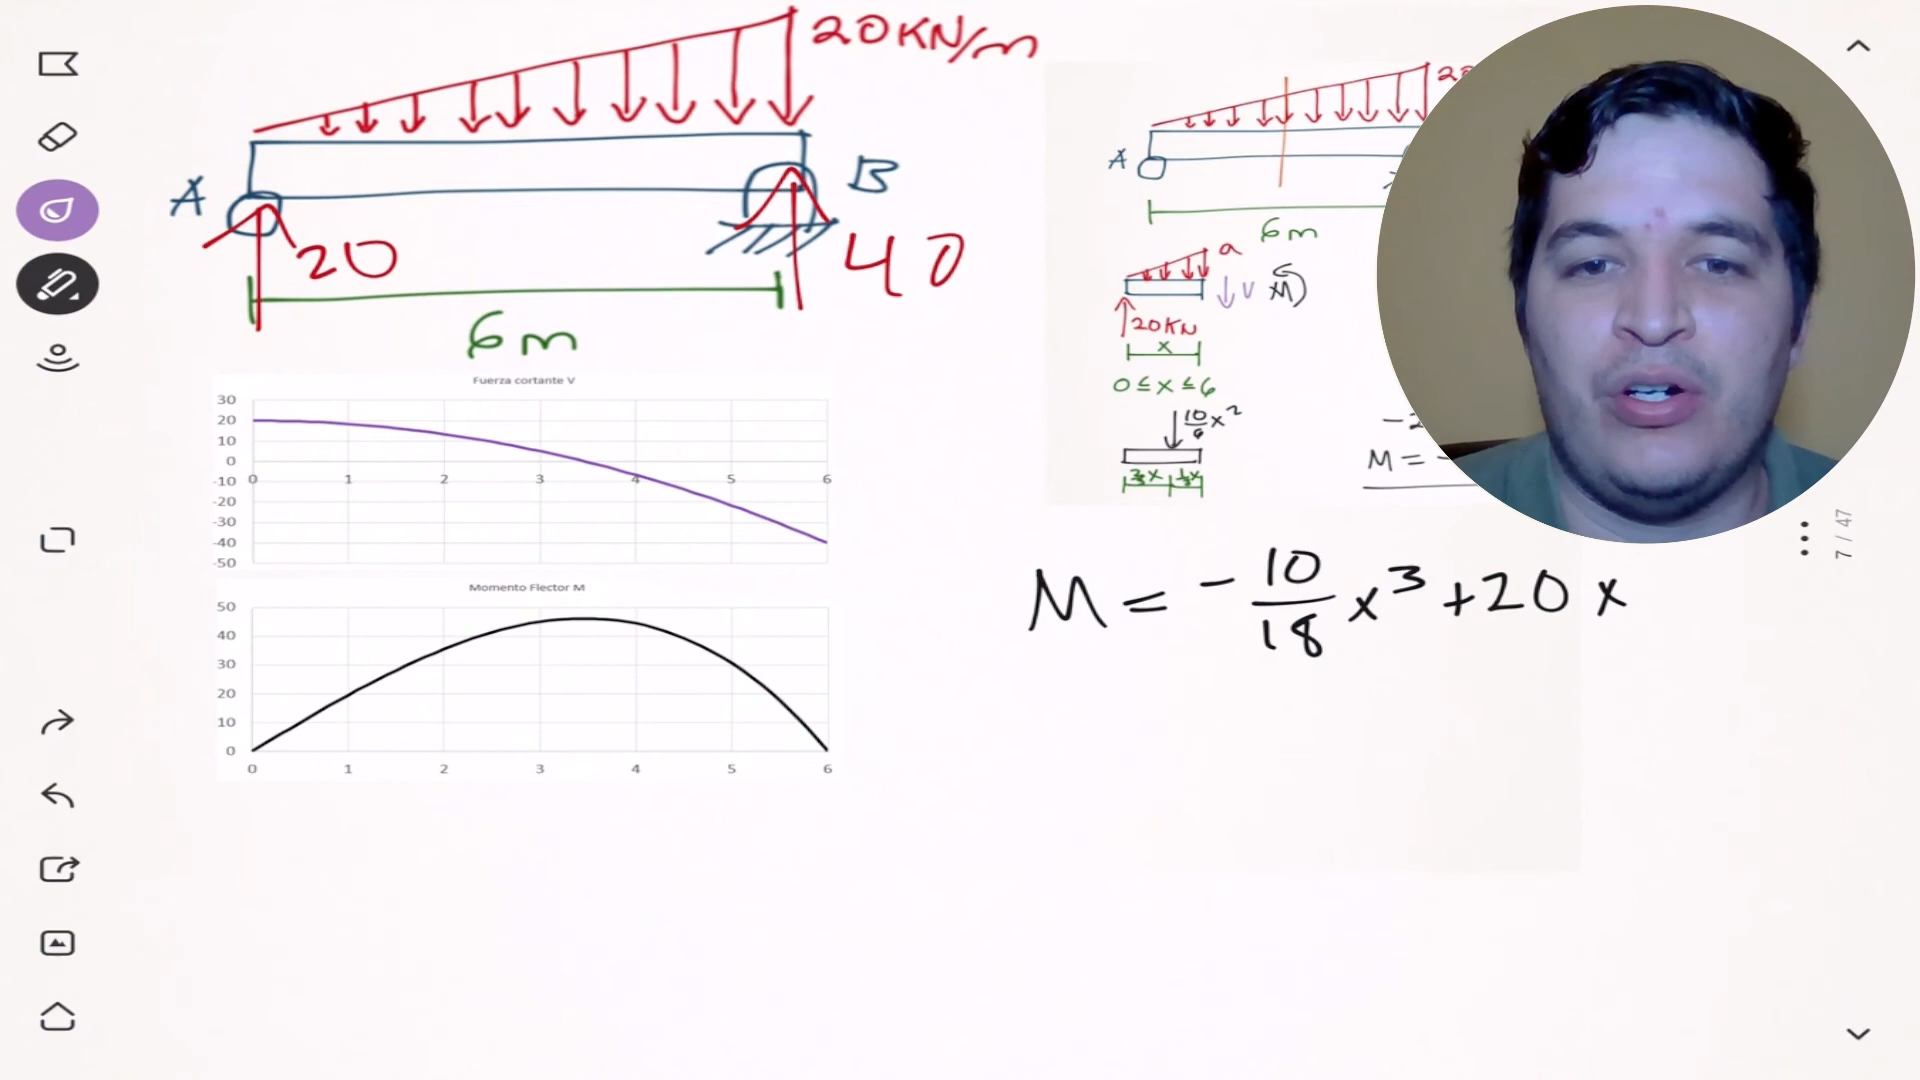 20KN/m
A
B
20
40
6m
Fuerza cortante V
30
20
10
0
-10
-20
-30
-40
-50
0 1 2 3 4 5 6
Momento Flector M
50
40
30
20
10
0
0 1 2 3 4 5 6
A
6m
a
V M
20KN
x
0≤x≤6
10/6 x²
M = -
M = - 10/18 x³ + 20 x
7 / 47